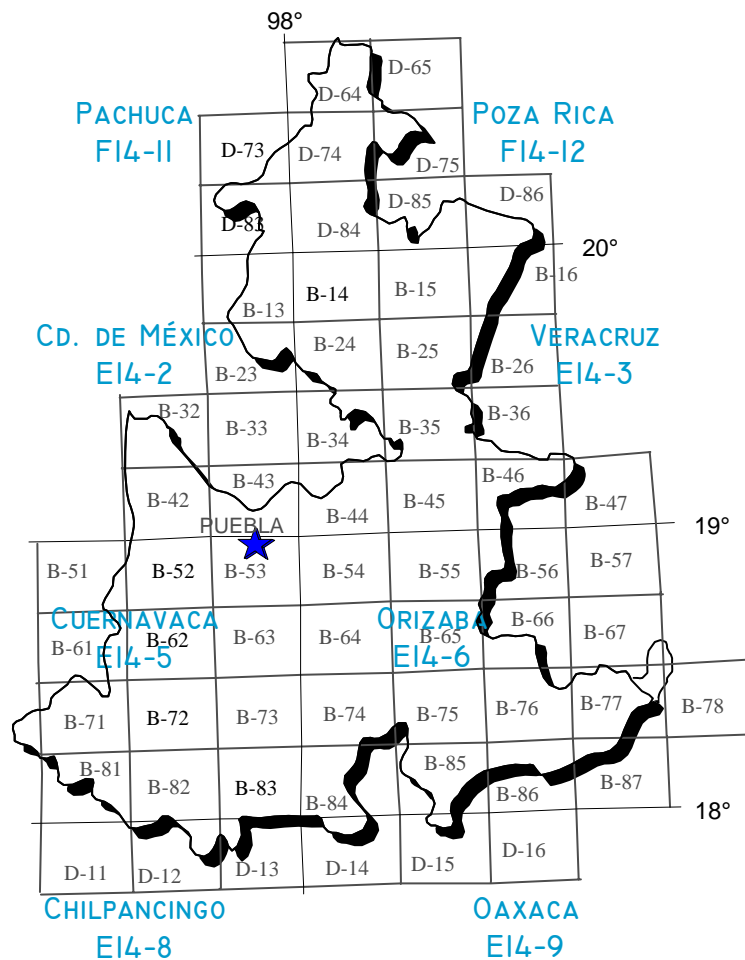 98°
D-65
D-64
PACHUCA
F14-11
POZA RICA
F14-12
D-73
D-74
D-75
D-86
D-85
D-83
D-84
20°
B-16
B-14
B-15
B-13
CD. DE MÉXICO
E14-2
VERACRUZ
E14-3
B-24
B-25
B-26
B-23
B-32
B-33
B-34
B-35
B-36
B-43
B-46
B-42
B-44
B-45
B-47
PUEBLA
19°
B-51
B-52
B-53
B-54
B-55
B-56
B-57
CUERNAVACA
E14-5
ORIZABA
E14-6
B-61
B-62
B-63
B-64
B-65
B-66
B-67
B-71
B-72
B-73
B-74
B-75
B-76
B-77
B-78
B-81
B-82
B-83
B-84
B-85
B-86
B-87
18°
D-11
D-12
D-13
D-14
D-15
D-16
CHILPANCINGO
E14-8
OAXACA
E14-9